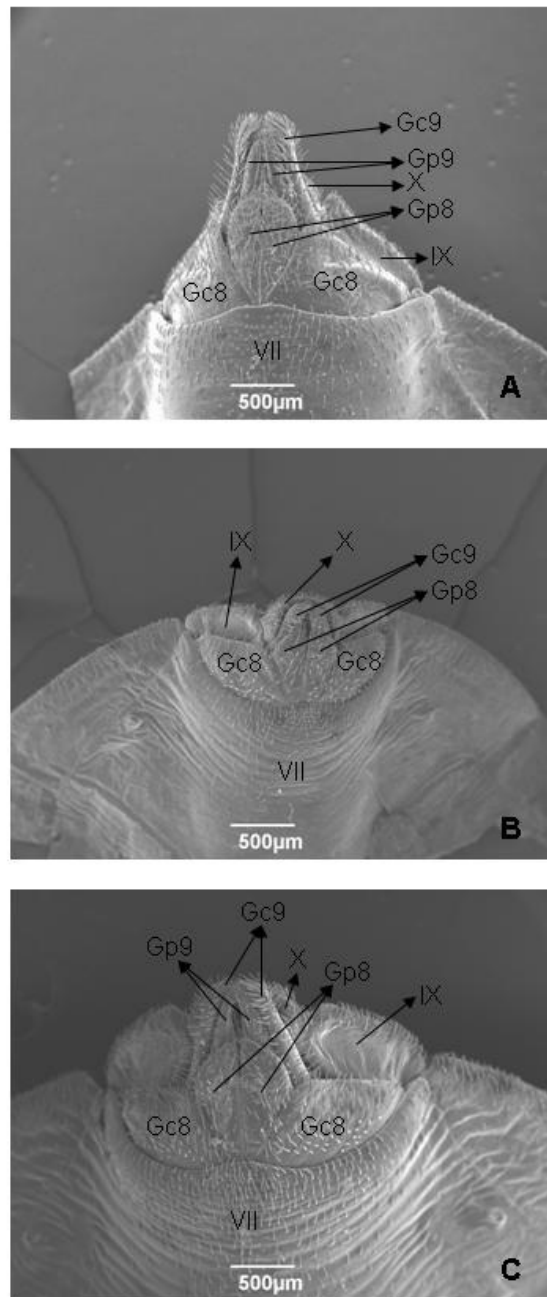 Gc9
Gp9
X
Gp8
IX
Gc8 Gc8
VII
500µm
A
IX X
Gc9
Gp8
Gc8 Gc8
VII
500µm
B
Gc9
Gp9 X Gp8
IX
Gc8 Gc8
VII
500µm
C